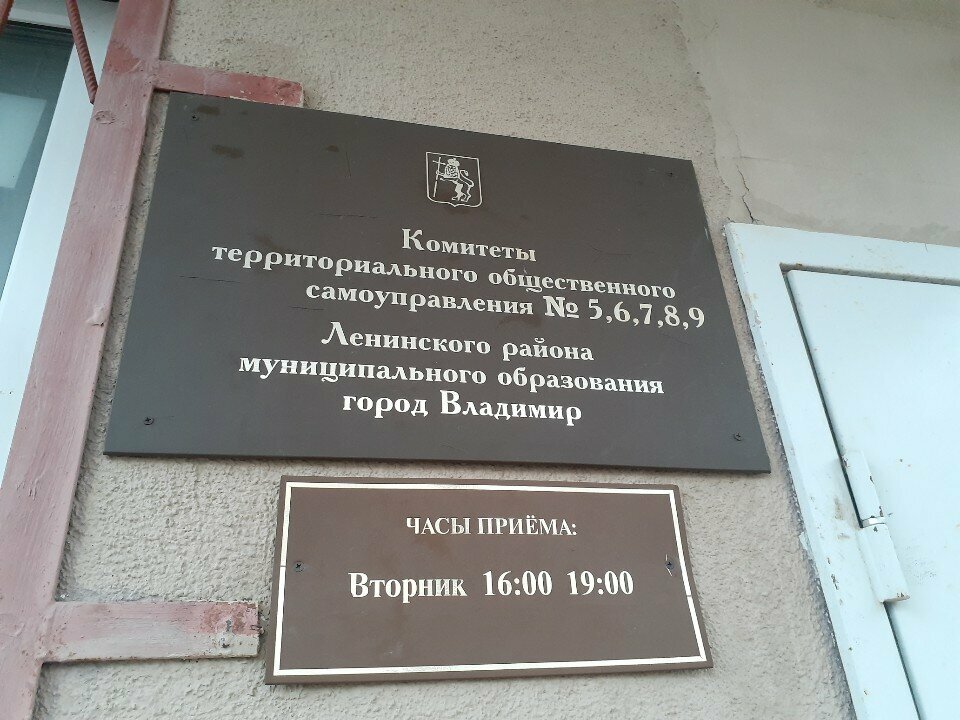 Комитеты
территориального общественного
самоуправления № 5,6,7,8,9
Ленинского района
муниципального образования
город Владимир
ЧАСЫ ПРИЁМА:
Вторник 16:00 19:00